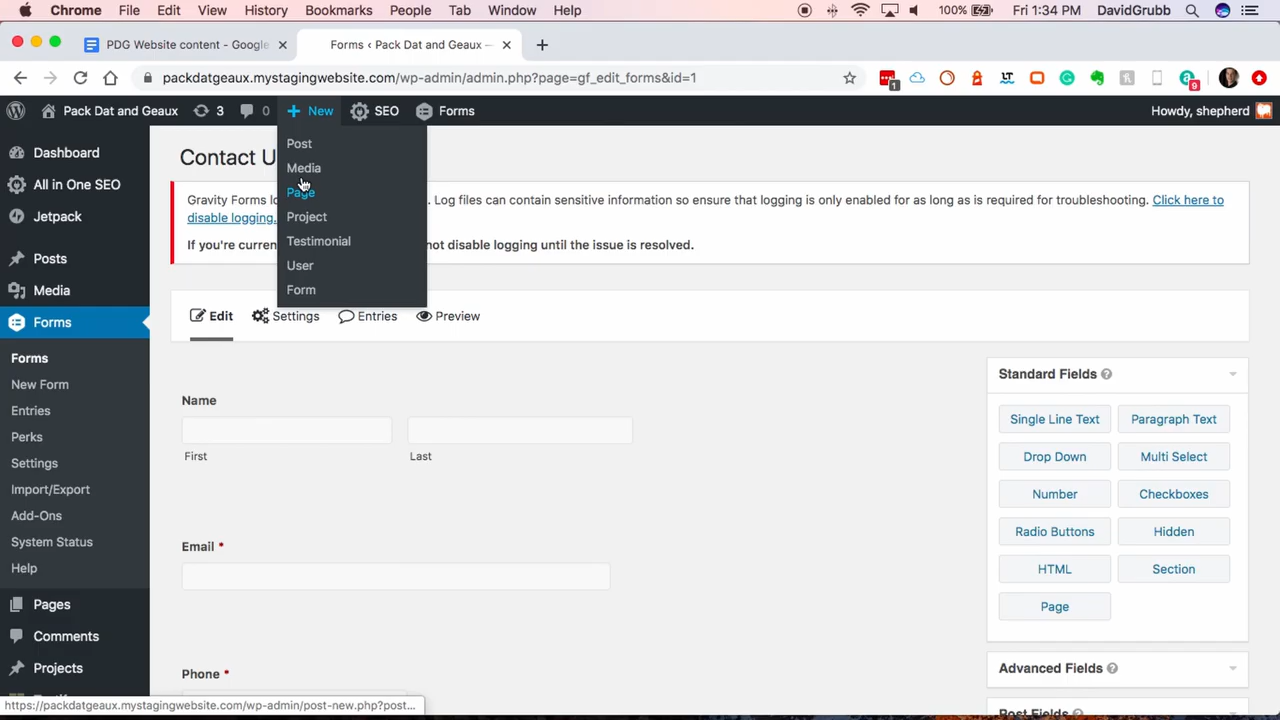 Chrome File Edit View History Bookmarks People Tab Window Help 100% Fri 1:34 PM DavidGrubb
PDG Website content - Google Forms ‹ Pack Dat and Geaux —
packdatgeaux.mystagingwebsite.com/wp-admin/admin.php?page=gf_edit_forms&id=1
1 LT 9
Pack Dat and Geaux 3 0 + New SEO Forms Howdy, shepherd
Post
Media
Page
Project
Testimonial
User
Form
Dashboard
All in One SEO
Jetpack
Posts
Media
Forms
Forms
New Form
Entries
Perks
Settings
Import/Export
Add-Ons
System Status
Help
Pages
Comments
Projects
Contact U
Gravity Forms lo . Log files can contain sensitive information so ensure that logging is only enabled for as long as is required for troubleshooting. Click here to
disable logging.
If you're curren not disable logging until the issue is resolved.
Edit Settings Entries Preview
Name
First Last
Email *
Phone *
Standard Fields
Single Line Text Paragraph Text
Drop Down Multi Select
Number Checkboxes
Radio Buttons Hidden
HTML Section
Page
Advanced Fields
Post Fields
https://packdatgeaux.mystagingwebsite.com/wp-admin/post-new.php?post...